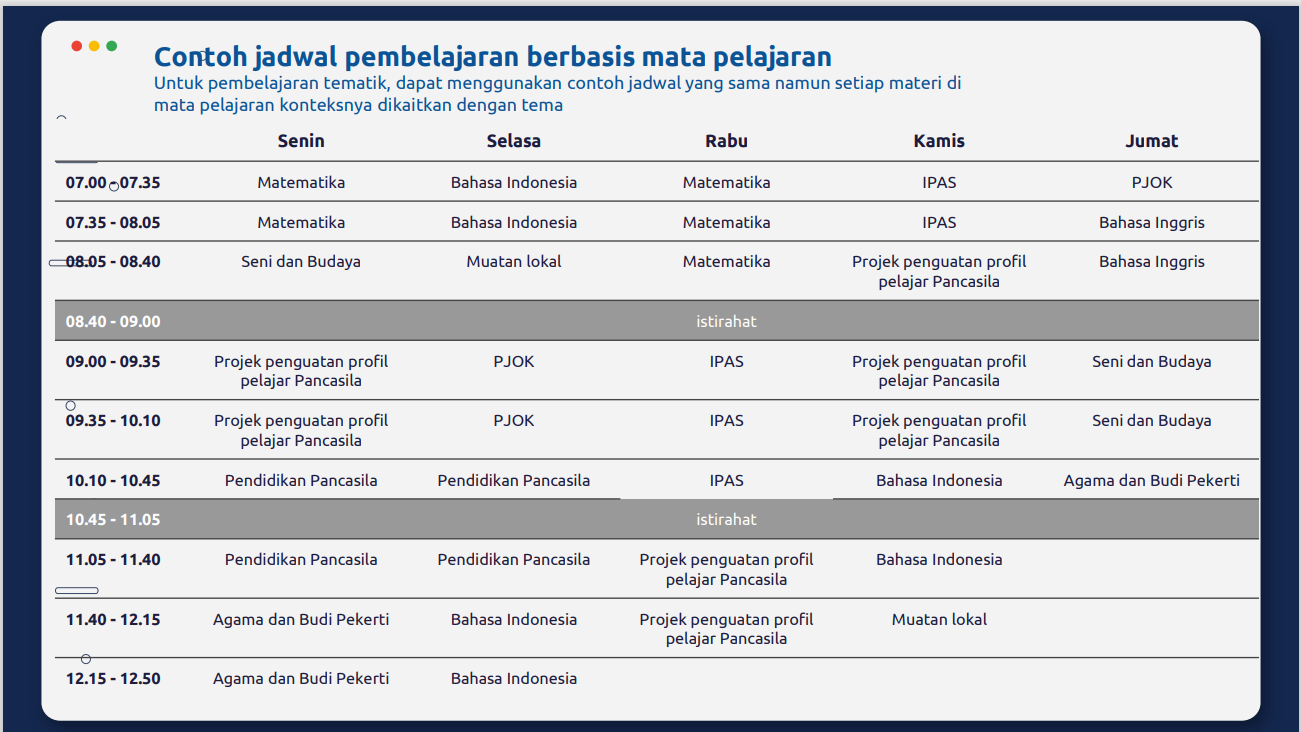 Contoh jadwal pembelajaran berbasis mata pelajaran
Untuk pembelajaran tematik, dapat menggunakan contoh jadwal yang sama namun setiap materi di
mata pelajaran konteksnya dikaitkan dengan tema
Senin Selasa Rabu Kamis Jumat
07.00 - 07.35 Matematika Bahasa Indonesia Matematika IPAS PJOK
07.35 - 08.05 Matematika Bahasa Indonesia Matematika IPAS Bahasa Inggris
08.05 - 08.40 Seni dan Budaya Muatan lokal Matematika Projek penguatan profil Bahasa Inggris
pelajar Pancasila
08.40 - 09.00 istirahat
09.00 - 09.35 Projek penguatan profil PJOK IPAS Projek penguatan profil Seni dan Budaya
pelajar Pancasila pelajar Pancasila
09.35 - 10.10 Projek penguatan profil PJOK IPAS Projek penguatan profil Seni dan Budaya
pelajar Pancasila pelajar Pancasila
10.10 - 10.45 Pendidikan Pancasila Pendidikan Pancasila IPAS Bahasa Indonesia Agama dan Budi Pekerti
10.45 - 11.05 istirahat
11.05 - 11.40 Pendidikan Pancasila Pendidikan Pancasila Projek penguatan profil Bahasa Indonesia
pelajar Pancasila
11.40 - 12.15 Agama dan Budi Pekerti Bahasa Indonesia Projek penguatan profil Muatan lokal
pelajar Pancasila
12.15 - 12.50 Agama dan Budi Pekerti Bahasa Indonesia